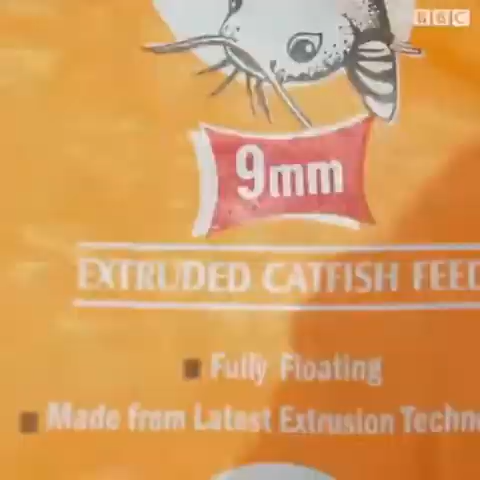 BBC
9mm
EXTRUDED CATFISH FEED
Fully Floating
Made from Latest Extrusion